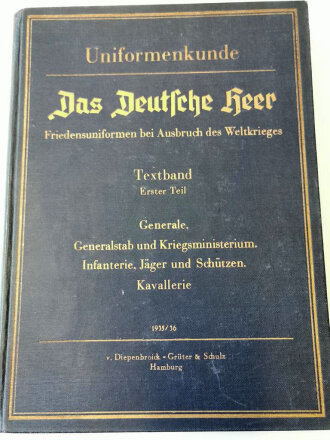 Uniformenkunde
Das Deutsche Heer
Friedensuniformen bei Ausbruch des Weltkrieges
Textband
Erster Teil
Generale,
Generalstab und Kriegsministerium.
Infanterie, Jäger und Schützen.
Kavallerie
1935/36
v. Diepenbroick-Grüter & Schulz
Hamburg